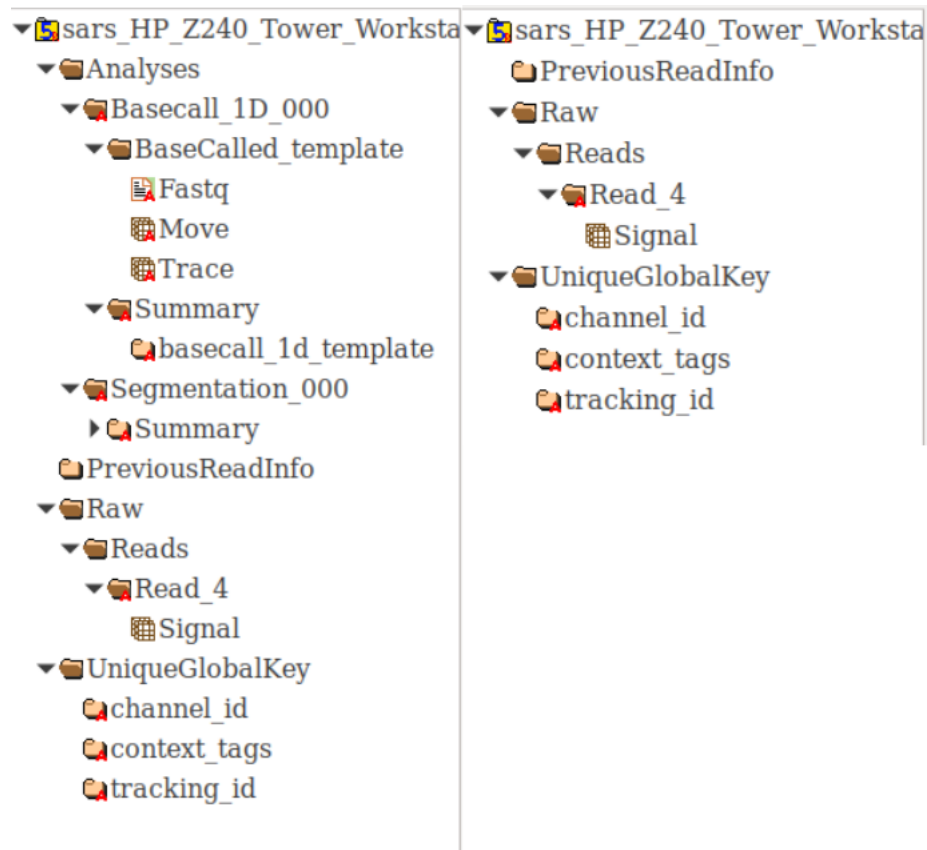 sars_HP_Z240_Tower_Worksta
Analyses
Basecall_1D_000
BaseCalled_template
Fastq
Move
Trace
Summary
basecall_1d_template
Segmentation_000
Summary
PreviousReadInfo
Raw
Reads
Read_4
Signal
UniqueGlobalKey
channel_id
context_tags
tracking_id
sars_HP_Z240_Tower_Worksta
PreviousReadInfo
Raw
Reads
Read_4
Signal
UniqueGlobalKey
channel_id
context_tags
tracking_id